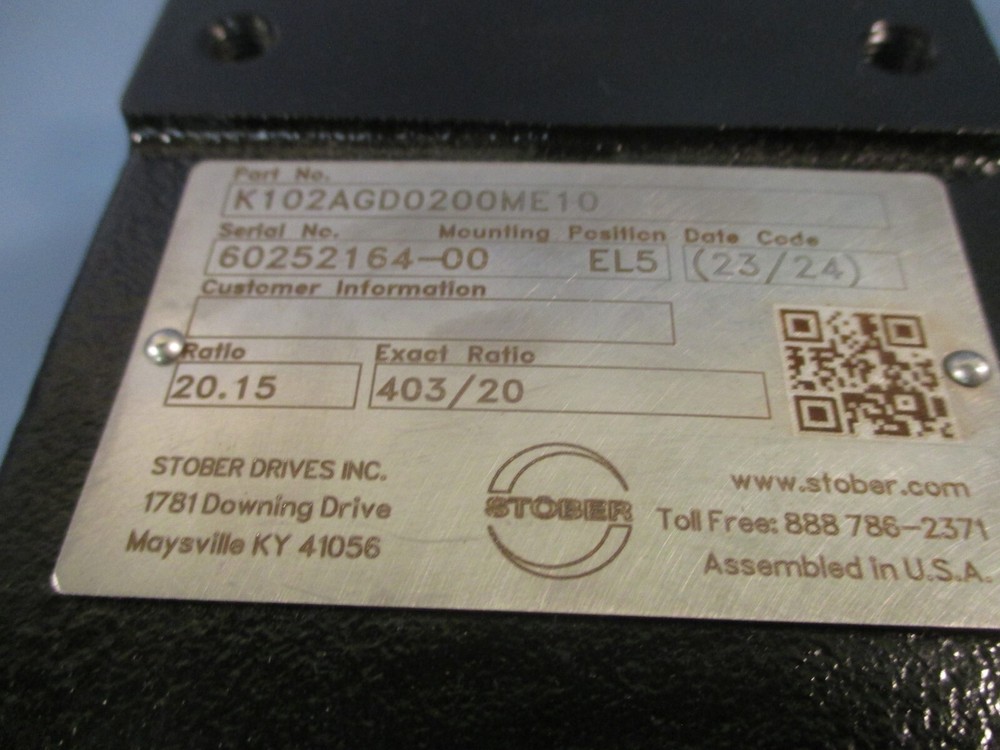 Part No.
K102AGD0200ME10
Serial No. Mounting Position Date Code
60252164-00 EL5 (23/24)
Customer Information
Ratio Exact Ratio
20.15 403/20
STOBER DRIVES INC.
1781 Downing Drive
Maysville KY 41056
STOBER
www.stober.com
Toll Free: 888 786-2371
Assembled in U.S.A.